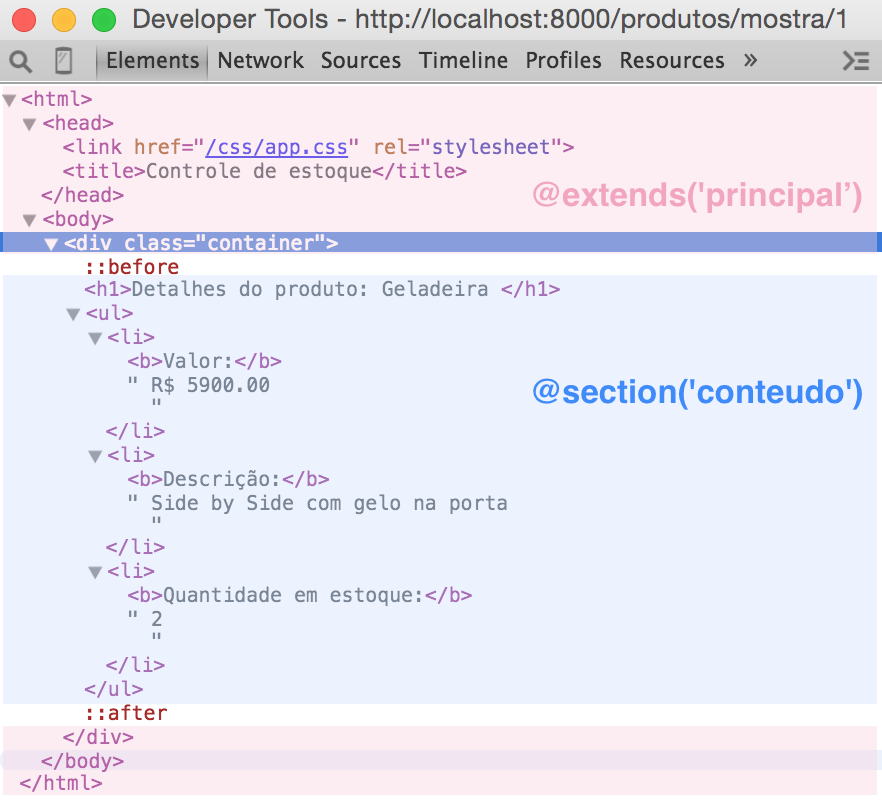 Developer Tools - http://localhost:8000/produtos/mostra/1
Elements Network Sources Timeline Profiles Resources »
<html>
<head>
<link href="/css/app.css" rel="stylesheet">
<title>Controle de estoque</title>
@extends('principal’)
</head>
<body>
<div class="container">
::before
<h1>Detalhes do produto: Geladeira </h1>
<ul>
<li>
<b>Valor:</b>
" R$ 5900.00
@section('conteudo')
"
</li>
<li>
<b>Descrição:</b>
" Side by Side com gelo na porta
"
</li>
<li>
<b>Quantidade em estoque:</b>
" 2
"
</li>
</ul>
::after
</div>
</body>
</html>